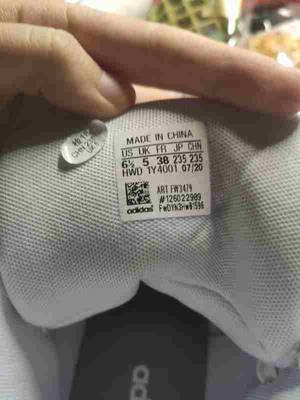 MADE IN CHINA
US UK FR JP CHN
6½ 5 38 235 235
HWD 1Y4001 07/20
ART FW3479
#126022989
adidas